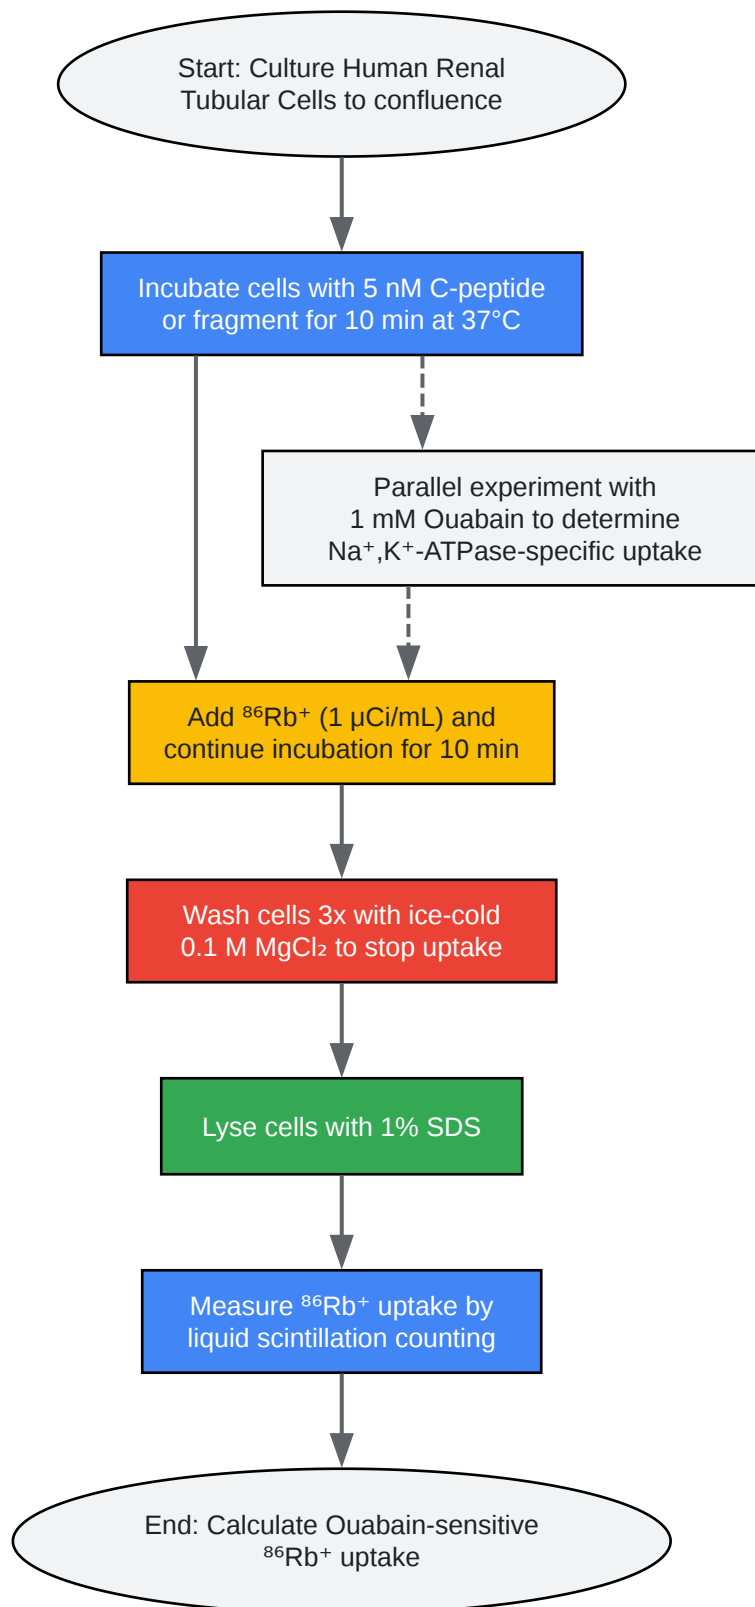 Start: Culture Human Renal
Tubular Cells to confluence
Incubate cells with 5 nM C-peptide
or fragment for 10 min at 37°C
Parallel experiment with
1 mM Ouabain to determine
Na⁺,K⁺-ATPase-specific uptake
Add ⁸⁶Rb⁺ (1 μCi/mL) and
continue incubation for 10 min
Wash cells 3x with ice-cold
0.1 M MgCl₂ to stop uptake
Lyse cells with 1% SDS
Measure ⁸⁶Rb⁺ uptake by
liquid scintillation counting
End: Calculate Ouabain-sensitive
⁸⁶Rb⁺ uptake